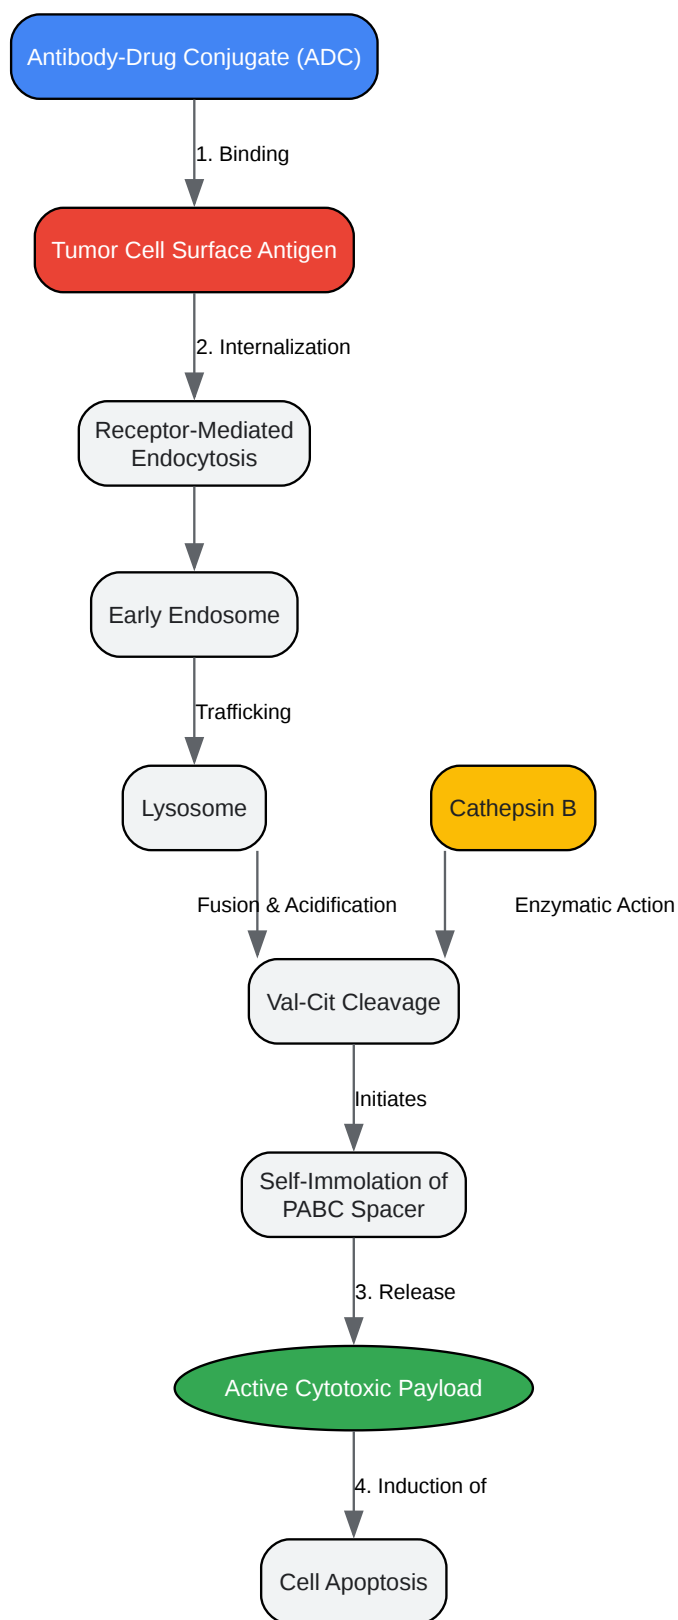 Antibody-Drug Conjugate (ADC)
1. Binding
Tumor Cell Surface Antigen
2. Internalization
Receptor-Mediated
Endocytosis
Early Endosome
Trafficking
Lysosome
Cathepsin B
Fusion & Acidification
Enzymatic Action
Val-Cit Cleavage
Initiates
Self-Immolation of
PABC Spacer
3. Release
Active Cytotoxic Payload
4. Induction of
Cell Apoptosis